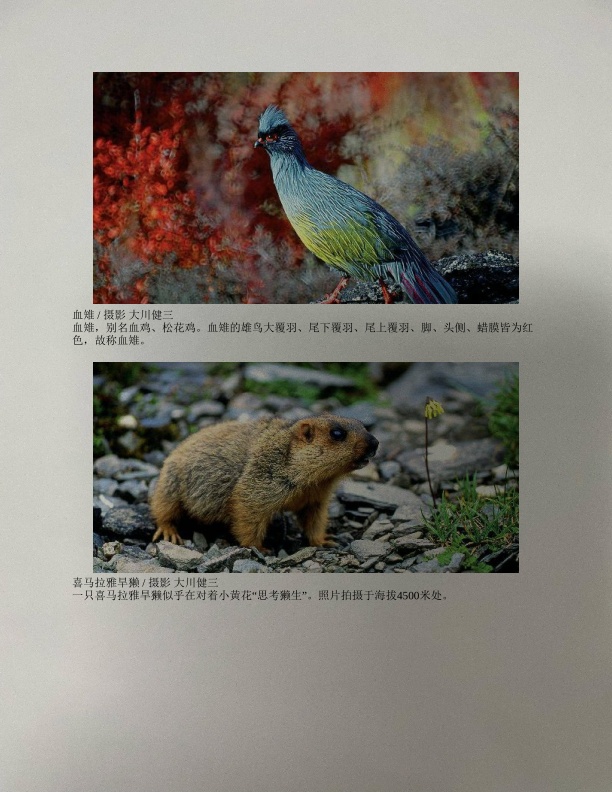 血雉 / 摄影 大川健三
血雉，别名血鸡、松花鸡。血雉的雄鸟大覆羽、尾下覆羽、尾上覆羽、脚、头侧、蜡膜皆为红
色，故称血雉。
喜马拉雅旱獭 / 摄影 大川健三
一只喜马拉雅旱獭似乎在对着小黄花“思考獭生”。照片拍摄于海拔4500米处。